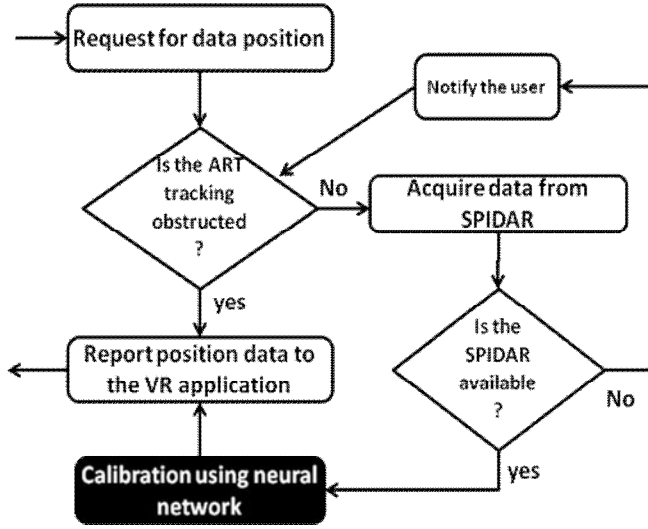 Request for data position
Notify the user
Is the ART
tracking
obstructed
?
No
Acquire data from
SPIDAR
yes
Is the
SPIDAR
available
?
No
Report position data to
the VR application
yes
Calibration using neural
network